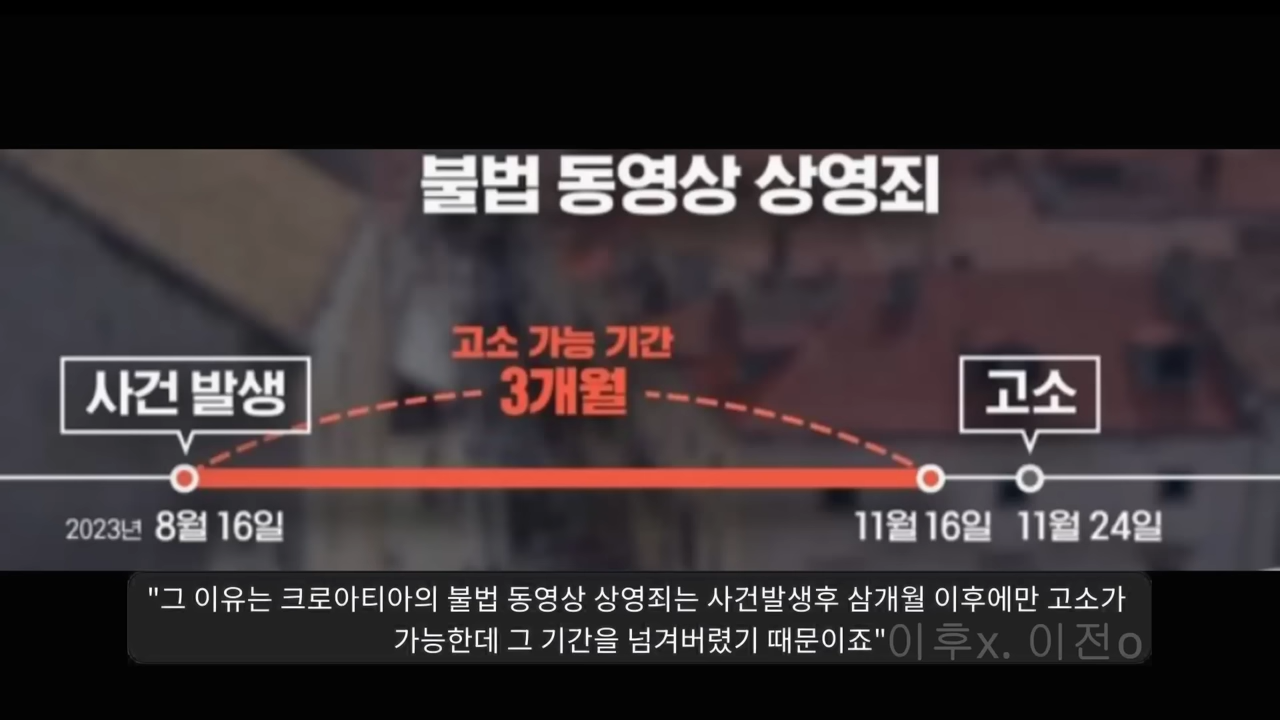 불법 동영상 상영죄
고소 가능 기간
3개월
사건 발생
고소
2023년 8월 16일
11월 16일
11월 24일
"그 이유는 크로아티아의 불법 동영상 상영죄는 사건발생후 삼개월 이후에만 고소가
가능한데 그 기간을 넘겨버렸기 때문이죠"이후x. 이전o